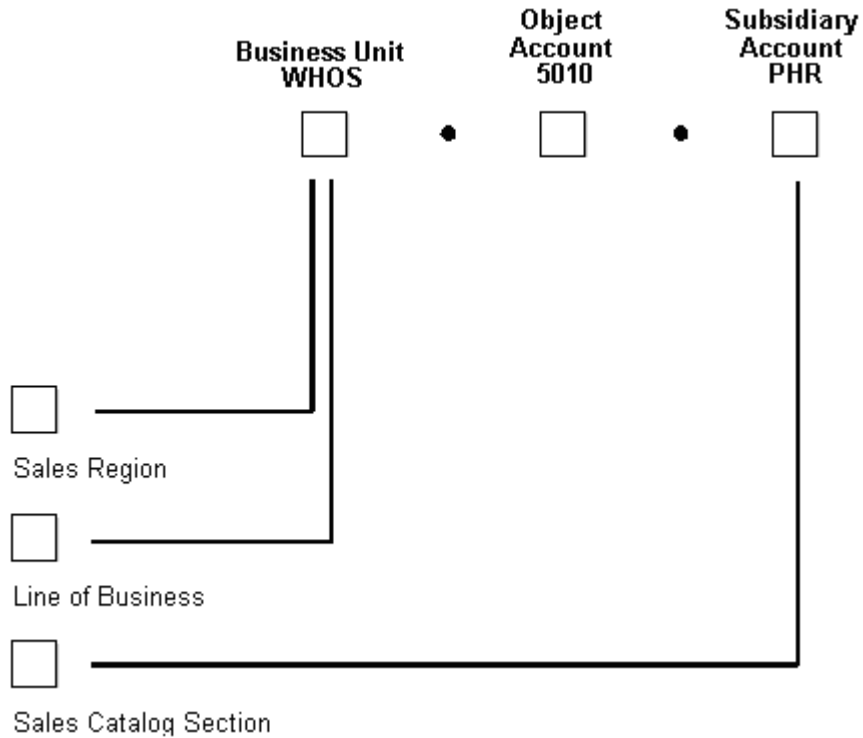 Business Unit
WHOS
Object
Account
5010
Subsidiary
Account
PHR
Sales Region
Line of Business
Sales Catalog Section